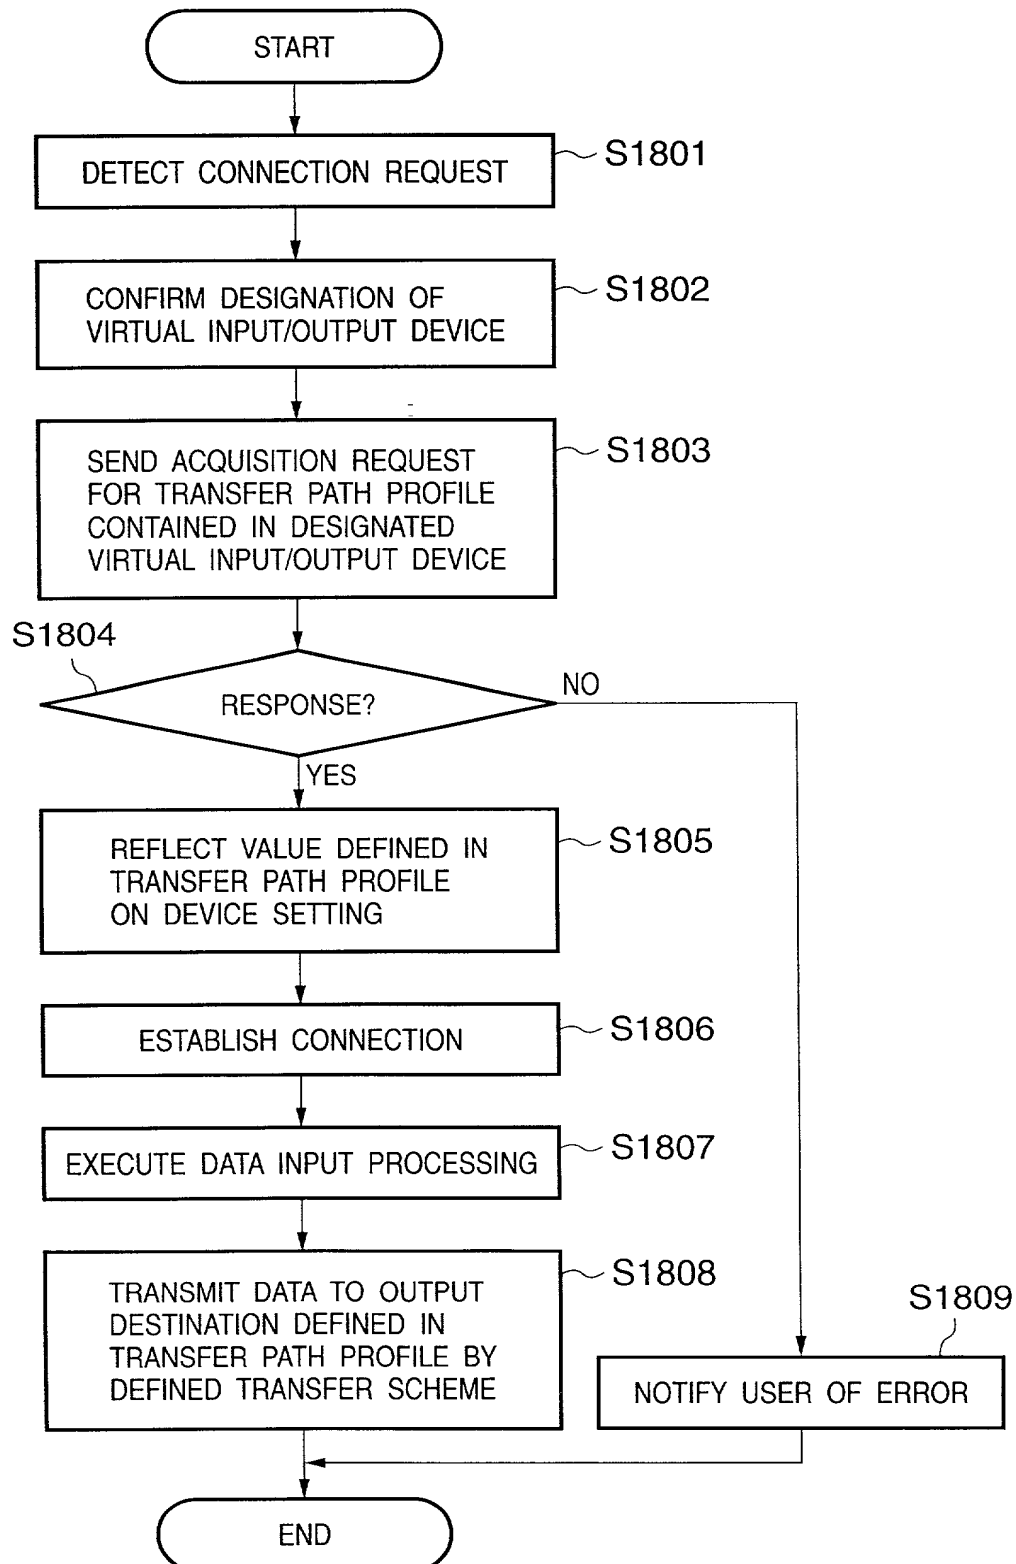 START
DETECT CONNECTION REQUEST
S1801
CONFIRM DESIGNATION OF
VIRTUAL INPUT/OUTPUT DEVICE
S1802
SEND ACQUISITION REQUEST
FOR TRANSFER PATH PROFILE
CONTAINED IN DESIGNATED
VIRTUAL INPUT/OUTPUT DEVICE
S1803
S1804
RESPONSE?
NO
YES
REFLECT VALUE DEFINED IN
TRANSFER PATH PROFILE
ON DEVICE SETTING
S1805
ESTABLISH CONNECTION
S1806
EXECUTE DATA INPUT PROCESSING
S1807
TRANSMIT DATA TO OUTPUT
DESTINATION DEFINED IN
TRANSFER PATH PROFILE BY
DEFINED TRANSFER SCHEME
S1808
S1809
NOTIFY USER OF ERROR
END